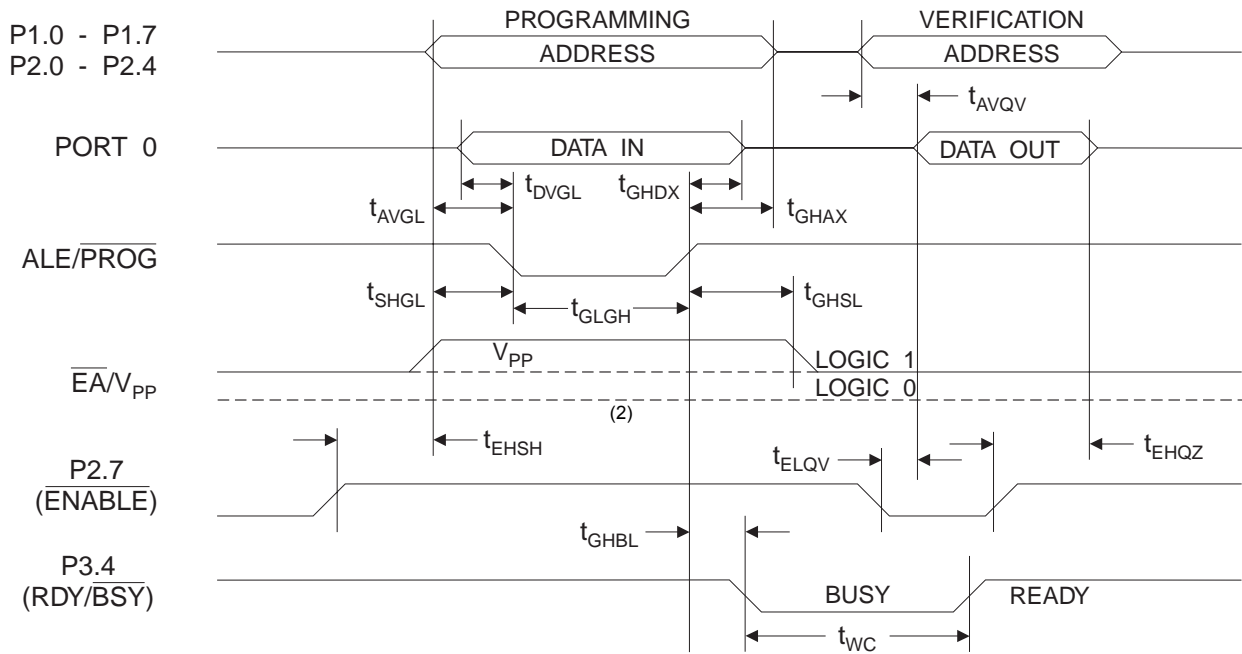 PROGRAMMING VERIFICATION
P1.0 - P1.7
P2.0 - P2.4
ADDRESS ADDRESS
tAVQV
PORT 0 DATA IN DATA OUT
tDVGL tGHDX
tAVGL tGHAX
ALE/PROG
tSHGL tGLGH tGHSL
VPP LOGIC 1
EA/VPP LOGIC 0
(2)
tEHSH tELQV tEHQZ
P2.7
(ENABLE)
tGHBL
P3.4
(RDY/BSY) BUSY READY
tWC